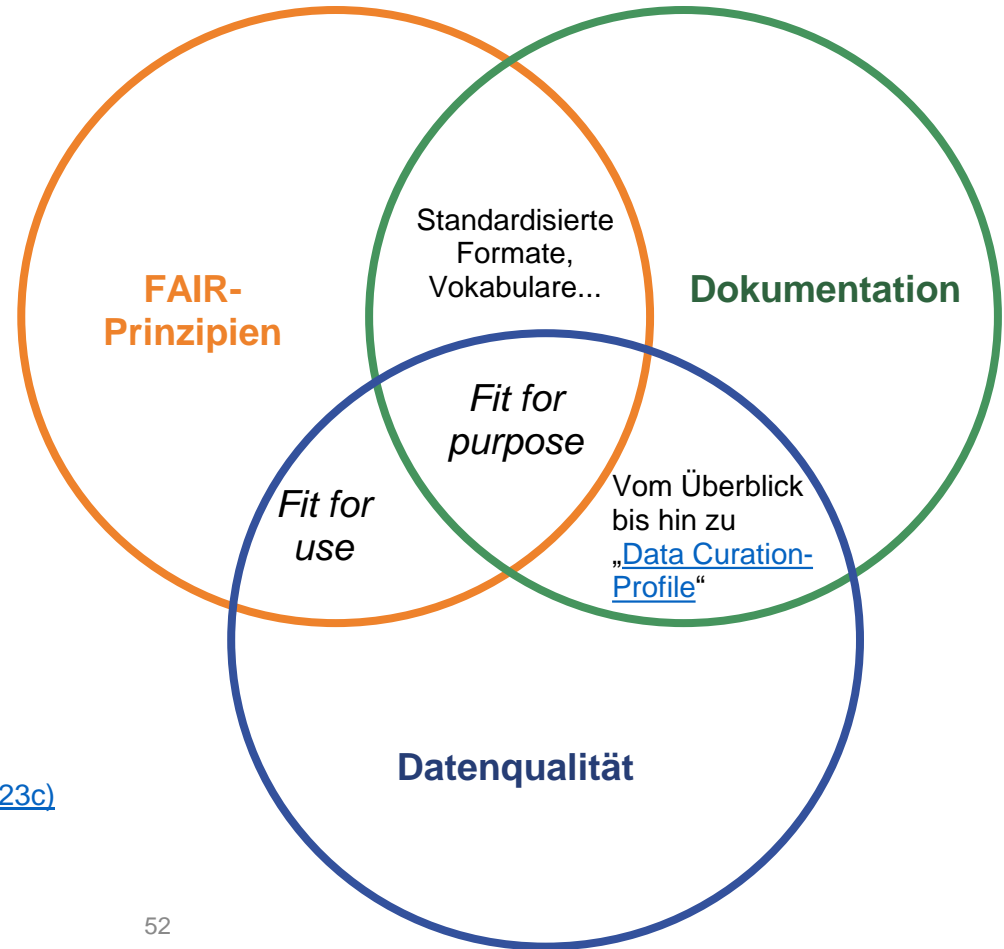 Standardisierte
Formate,
Vokabulare...
FAIR-
Prinzipien
Dokumentation
Fit for
purpose
Fit for
use
Vom Überblick
bis hin zu
„Data Curation-
Profile“
Datenqualität
23c)
52